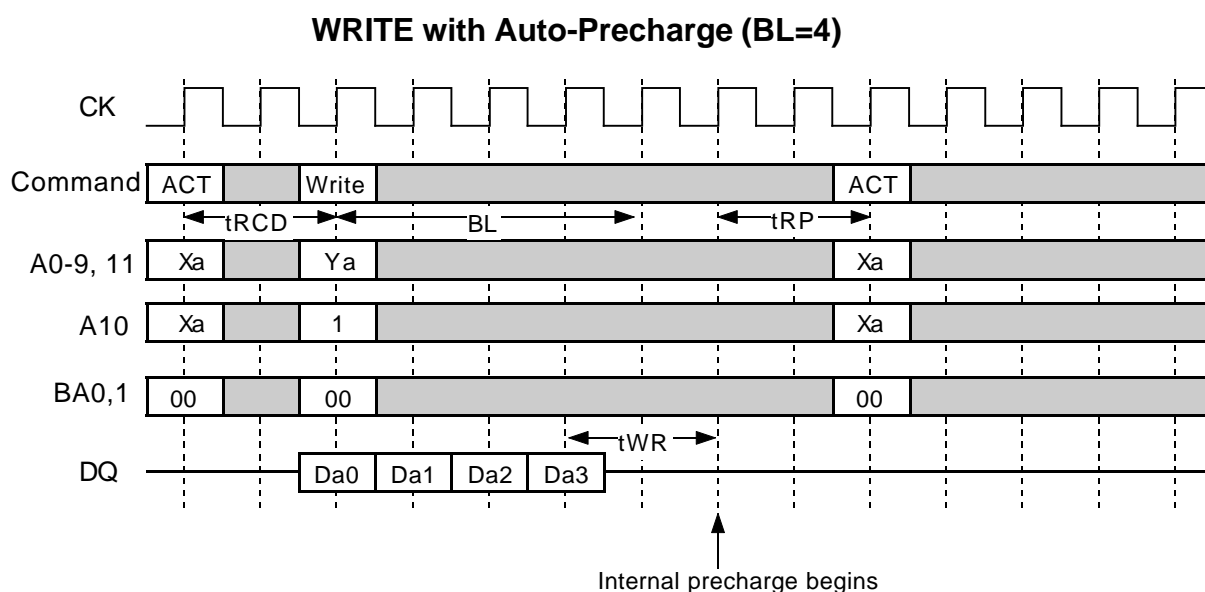 WRITE with Auto-Precharge (BL=4)
CK
Command ACT Write ACT
tRCD BL tRP
A0-9, 11 Xa Ya Xa
A10 Xa 1 Xa
BA0,1 00 00 00
tWR
DQ Da0 Da1 Da2 Da3
Internal precharge begins